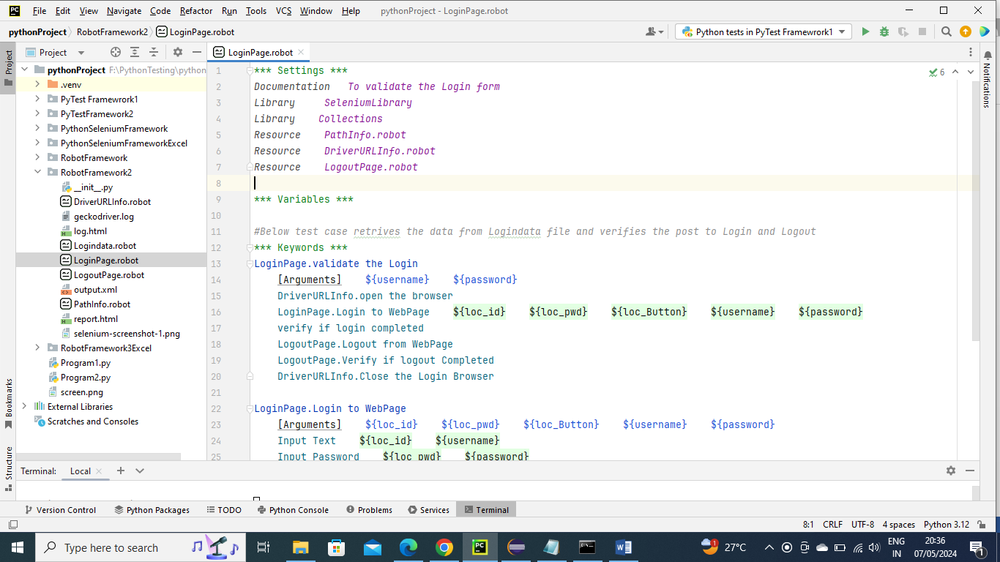 File Edit View Navigate Code Refactor Run Tools VCS Window Help pythonProject - LoginPage.robot
pythonProject RobotFramework2 LoginPage.robot Python tests in PyTest Framewrork1
Project LoginPage.robot
Project
Bookmarks
Structure
Notifications
pythonProject F:\PythonTesting\python
.venv
PyTest Framewrork1
PyTestFramework2
PythonSeleniumFramework
PythonSeleniumFrameworkExcel
RobotFramework
RobotFramework2
__init__.py
DriverURLInfo.robot
geckodriver.log
log.html
Logindata.robot
LoginPage.robot
LogoutPage.robot
output.xml
PathInfo.robot
report.html
selenium-screenshot-1.png
RobotFramework3Excel
Program1.py
Program2.py
screen.png
External Libraries
Scratches and Consoles
6
1 *** Settings ***
2 Documentation To validate the Login form
3 Library SeleniumLibrary
4 Library Collections
5 Resource PathInfo.robot
6 Resource DriverURLInfo.robot
7 Resource LogoutPage.robot
8
9 *** Variables ***
10
11 #Below test case retrives the data from Logindata file and verifies the post to Login and Logout
12 *** Keywords ***
13 LoginPage.validate the Login
14 [Arguments] ${username} ${password}
15 DriverURLInfo.open the browser
16 LoginPage.Login to WebPage ${loc_id} ${loc_pwd} ${loc_Button} ${username} ${password}
17 verify if login completed
18 LogoutPage.Logout from WebPage
19 LogoutPage.Verify if logout Completed
20 DriverURLInfo.Close the Login Browser
21
22 LoginPage.Login to WebPage
23 [Arguments] ${loc_id} ${loc_pwd} ${loc_Button} ${username} ${password}
24 Input Text ${loc_id} ${username}
25 Input Password ${loc_pwd} ${password}
Terminal: Local
Version Control Python Packages TODO Python Console Problems Services Terminal
8:1 CRLF UTF-8 4 spaces Python 3.12
Type here to search 1 27°C ENG 20:36
IN 07/05/2024 1